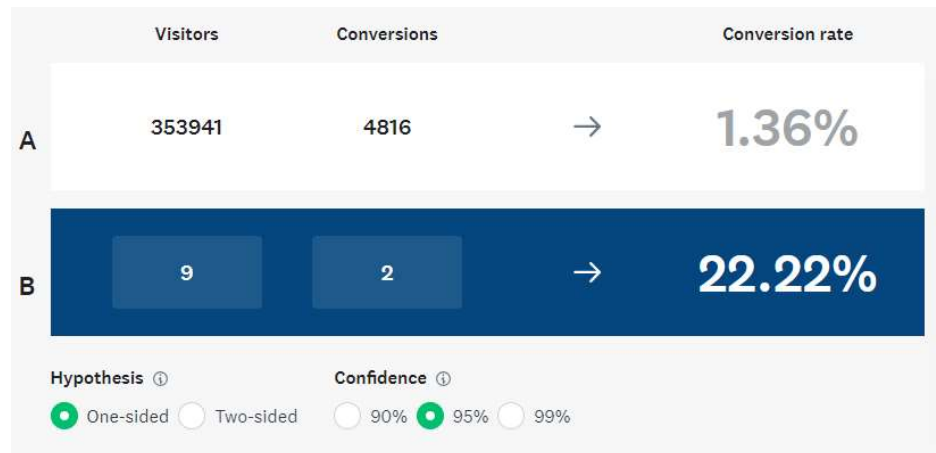 Visitors Conversions Conversion rate
A 353941 4816 → 1.36%
B 9 2 → 22.22%
Hypothesis ⓘ Confidence ⓘ
One-sided Two-sided 90% 95% 99%